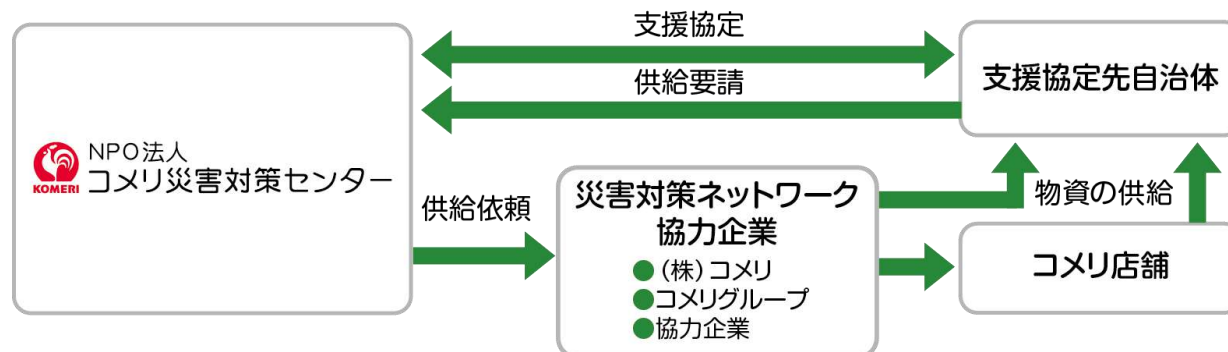 支援協定
供給要請
支援協定先自治体
NPO法人
コメリ災害対策センター
KOMERI
供給依頼
災害対策ネットワーク
協力企業
●(株)コメリ
●コメリグループ
●協力企業
物資の供給
コメリ店舗